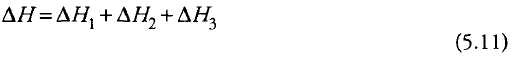 ΔH = ΔH₁ + ΔH₂ + ΔH₃
(5.11)